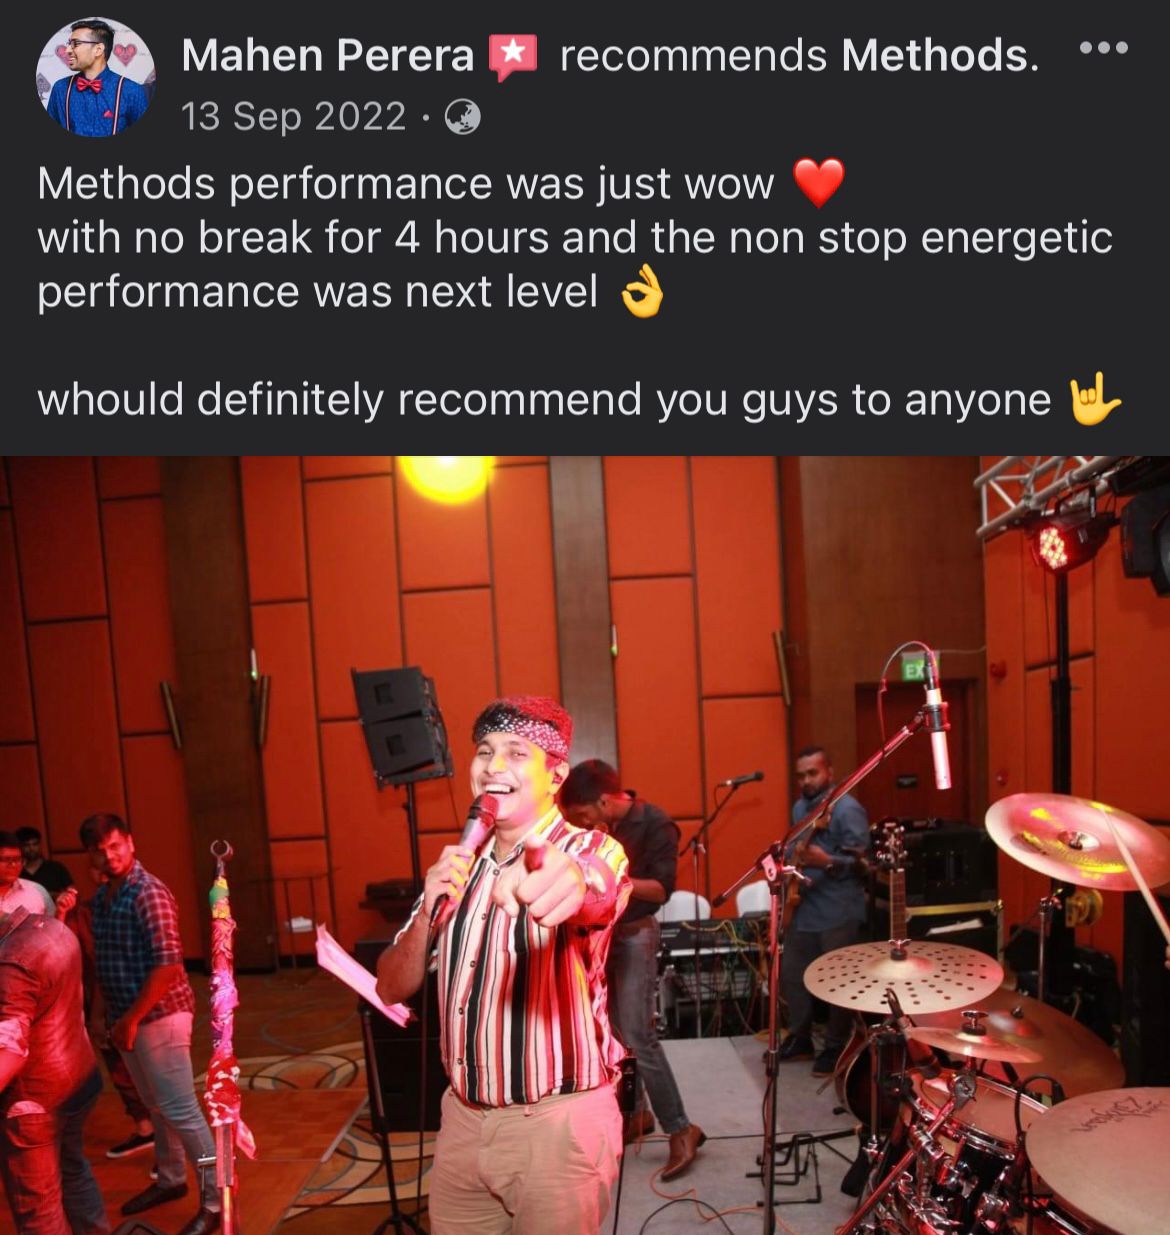 Mahen Perera recommends Methods.
13 Sep 2022 ·
Methods performance was just wow ❤️
with no break for 4 hours and the non stop energetic
performance was next level 👌
whould definitely recommend you guys to anyone 🤟
EX